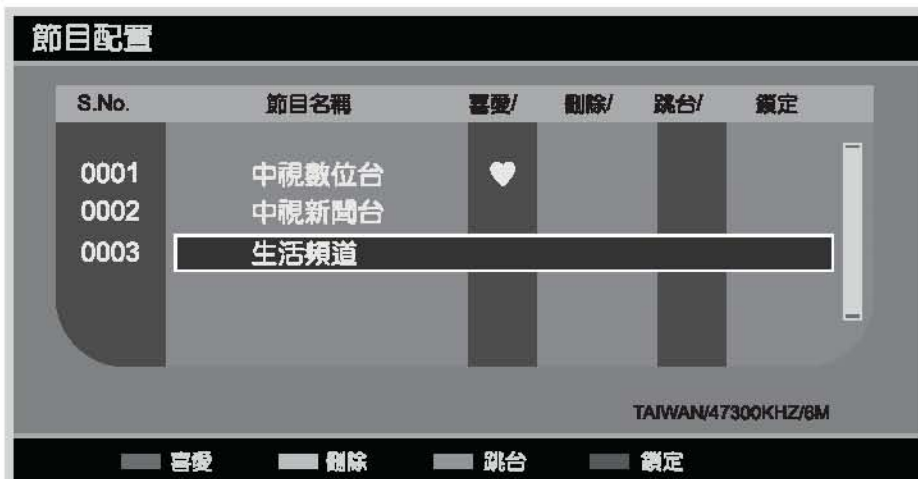 節目配置
S.No. 節目名稱 喜愛/ 刪除/ 跳台/ 鎖定
0001 中視數位台
0002 中視新聞台
0003 生活頻道
TAIWAN/47300KHZ/6M
喜愛 刪除 跳台 鎖定